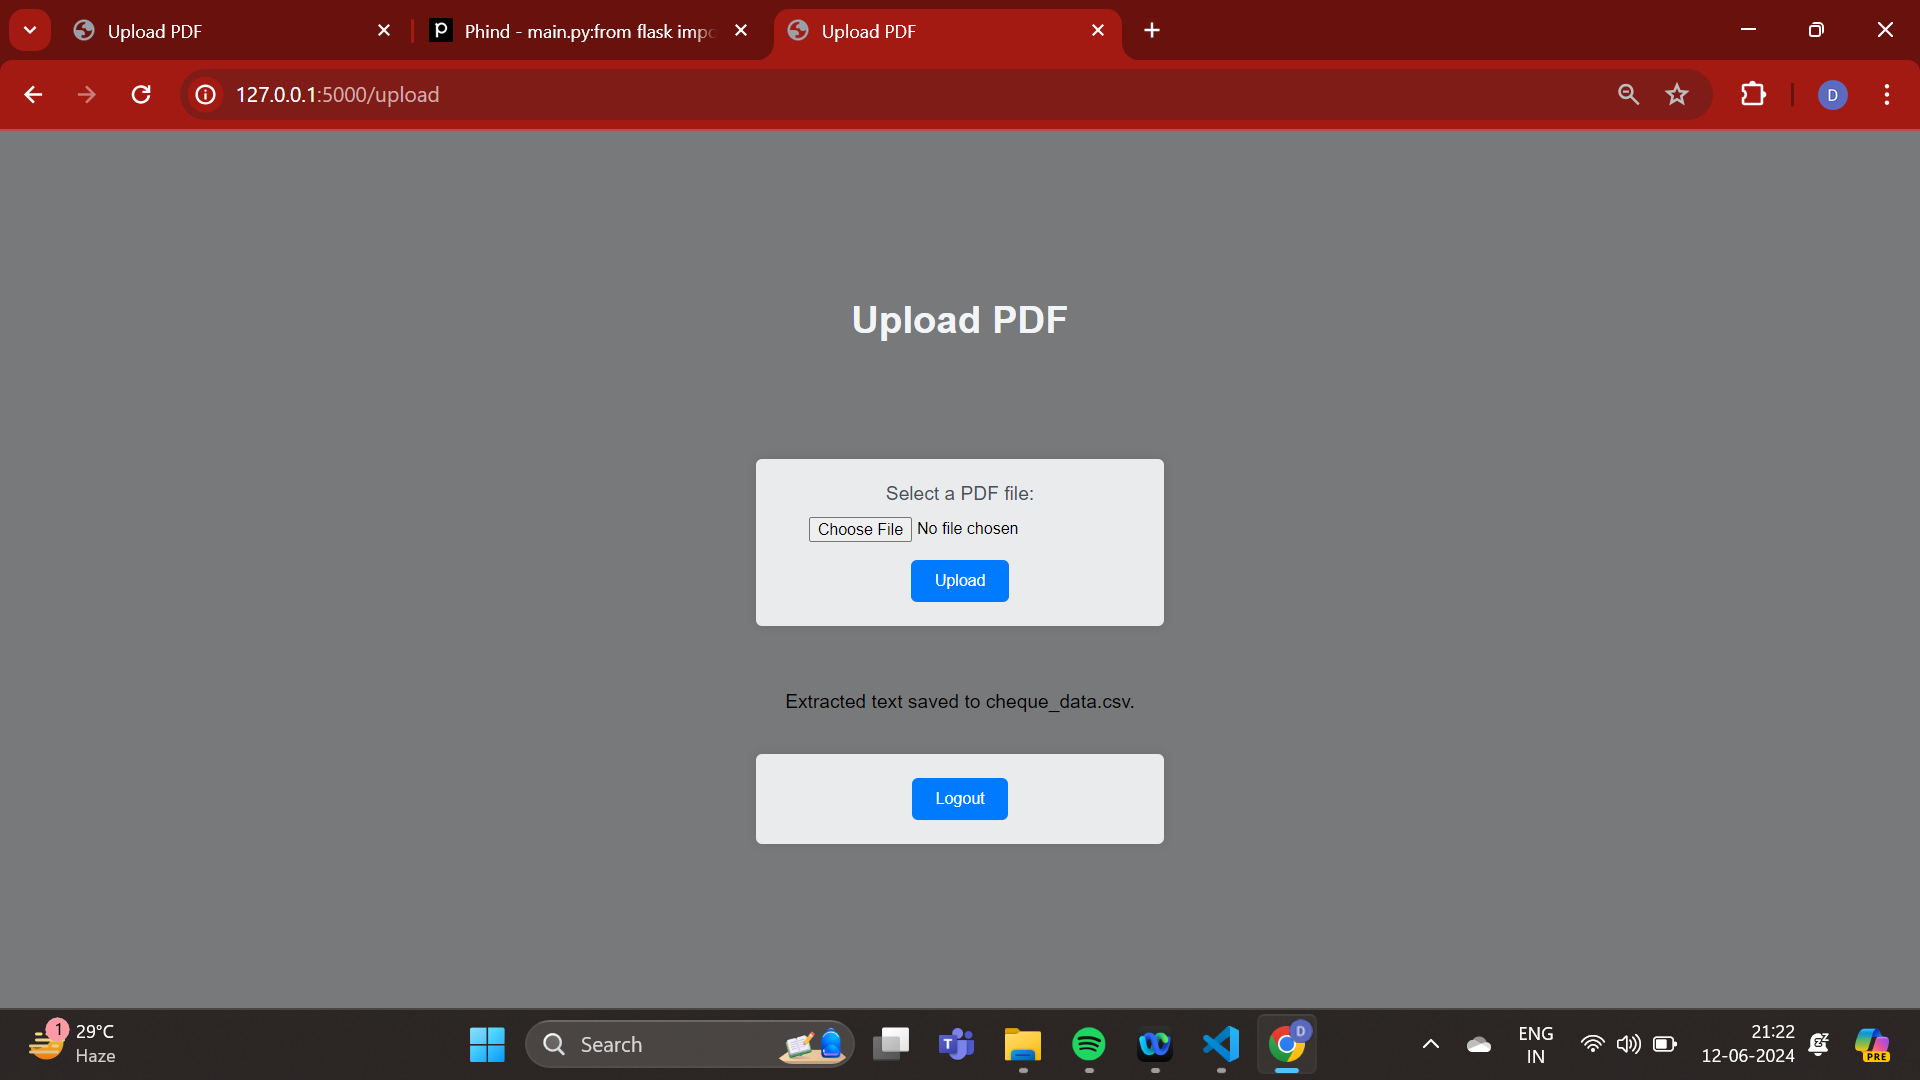 Upload PDF
Phind - main.py:from flask impo
Upload PDF
127.0.0.1:5000/upload
D
Upload PDF
Select a PDF file:
Choose File No file chosen
Upload
Extracted text saved to cheque_data.csv.
Logout
1
29°C
Haze
Search
T
D
ENG
IN
21:22
12-06-2024
PRE